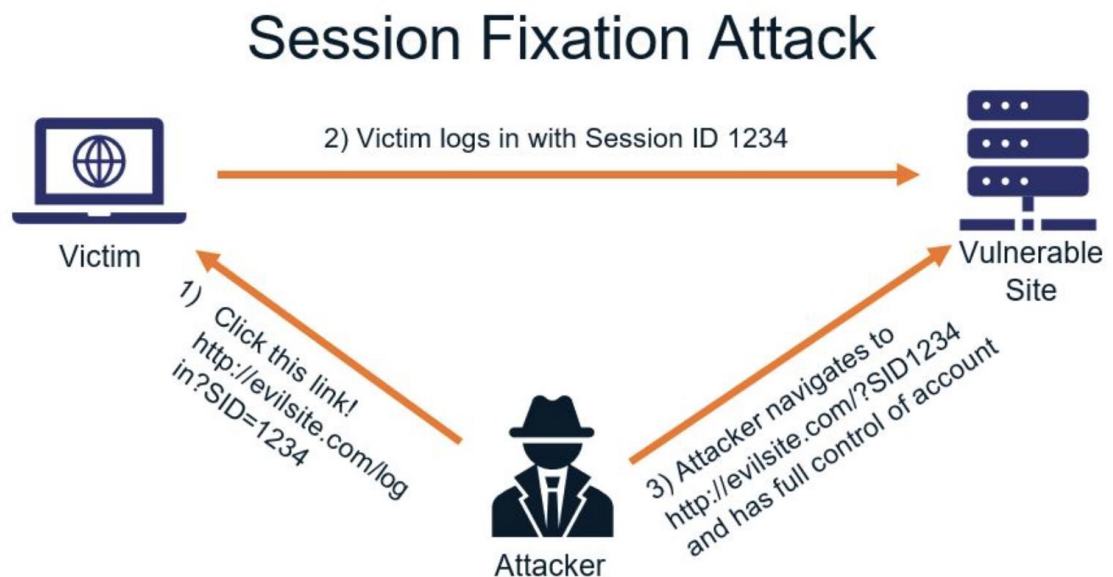 Session Fixation Attack
2) Victim logs in with Session ID 1234
Victim
Vulnerable
Site
1) Click this link!
http://evilsite.com/log
in?SID=1234
3) Attacker navigates to
http://evilsite.com/?SID1234
and has full control of account
Attacker